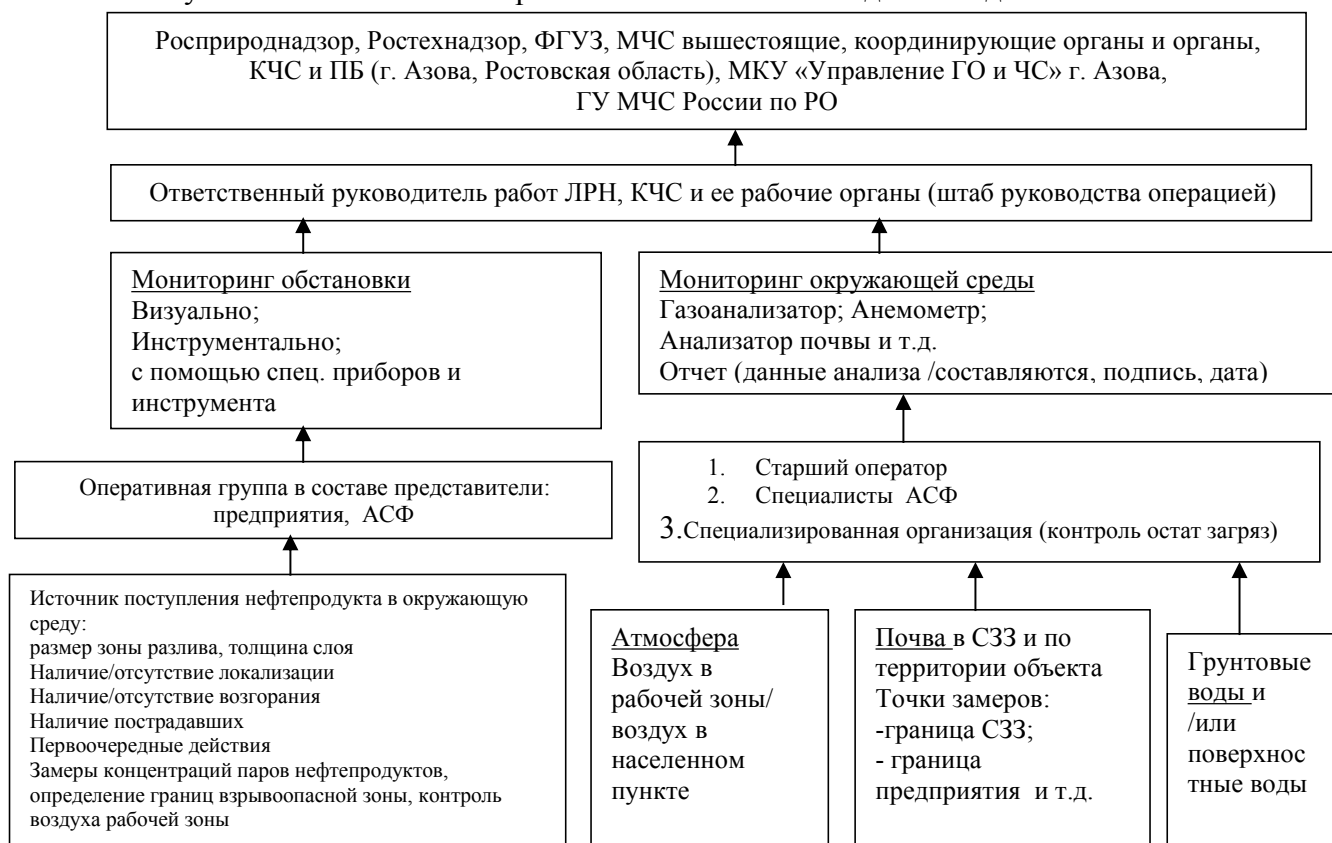 Росприроднадзор, Ростехнадзор, ФГУЗ, МЧС вышестоящие, координирующие органы и органы,
КЧС и ПБ (г. Азова, Ростовская область), МКУ «Управление ГО и ЧС» г. Азова,
ГУ МЧС России по РО
Ответственный руководитель работ ЛРН, КЧС и ее рабочие органы (штаб руководства операцией)
Мониторинг обстановки
Визуально;
Инструментально;
с помощью спец. приборов и
инструмента
Мониторинг окружающей среды
Газоанализатор; Анемометр;
Анализатор почвы и т.д.
Отчет (данные анализа /составляются, подпись, дата)
Оперативная группа в составе представители:
предприятия, АСФ
1. Старший оператор
2. Специалисты АСФ
3.Специализированная организация (контроль остат загряз)
Источник поступления нефтепродукта в окружающую
среду:
размер зоны разлива, толщина слоя
Наличие/отсутствие локализации
Наличие/отсутствие возгорания
Наличие пострадавших
Первоочередные действия
Замеры концентраций паров нефтепродуктов,
определение границ взрывоопасной зоны, контроль
воздуха рабочей зоны
Атмосфера
Воздух в
рабочей зоны/
воздух в
населенном
пункте
Почва в СЗЗ и по
территории объекта
Точки замеров:
-граница СЗЗ;
- граница
предприятия и т.д.
Грунтовые
воды и
/или
поверхнос
тные воды